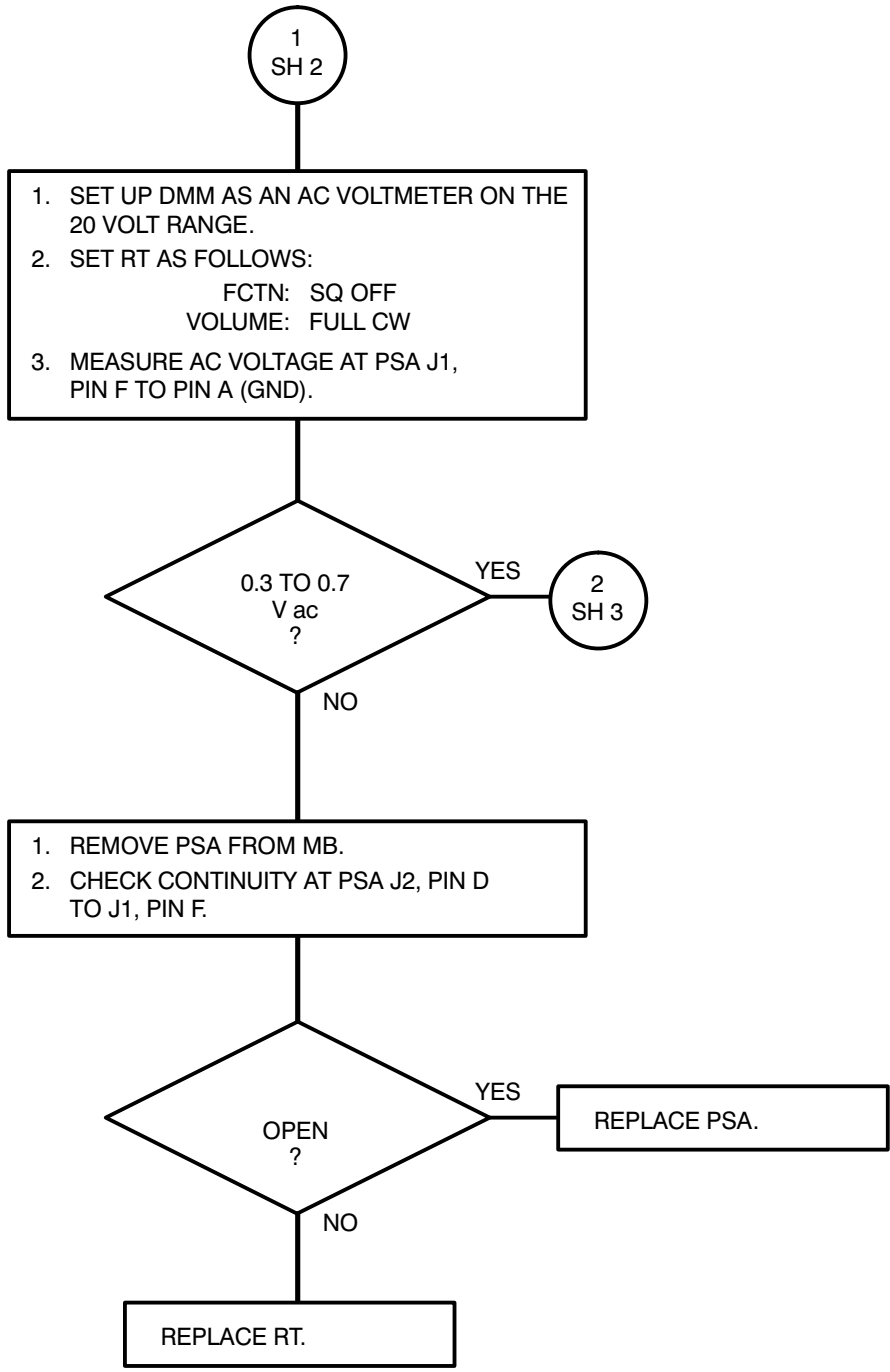 1
SH 2
1. SET UP DMM AS AN AC VOLTMETER ON THE
20 VOLT RANGE.
2. SET RT AS FOLLOWS:
FCTN: SQ OFF
VOLUME: FULL CW
3. MEASURE AC VOLTAGE AT PSA J1,
PIN F TO PIN A (GND).
0.3 TO 0.7
V ac
?
YES
2
SH 3
NO
1. REMOVE PSA FROM MB.
2. CHECK CONTINUITY AT PSA J2, PIN D
TO J1, PIN F.
OPEN
?
YES
REPLACE PSA.
NO
REPLACE RT.